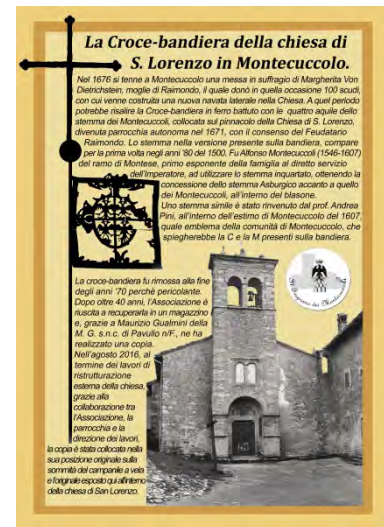 La Croce-bandiera della chiesa di
S. Lorenzo in Montecuccolo.
Nel 1676 si tenne a Montecuccolo una messa in suffragio di Margherita Von
Dietrichstein, moglie di Raimondo, il quale donò in quella occasione 100 scudi,
con cui venne costruita una nuova navata laterale nella Chiesa. A quel periodo
potrebbe risalire la Croce-bandiera in ferro battuto con le quattro aquile dello
stemma dei Montecuccoli, collocata sul pinnacolo della Chiesa di S. Lorenzo,
divenuta parrocchia autonoma nel 1671, con il consenso del Feudatario
Raimondo. Lo stemma nella versione presente sulla bandiera, compare
per la prima volta negli anni '80 del 1500. Fu Alfonso Montecuccoli (1546-1607)
del ramo di Montese, primo esponente della famiglia al diretto servizio
dell'imperatore, ad utilizzare lo stemma inquartato, ottenendo la
concessione dello stemma Asburgico accanto a quello
dei Montecuccoli, all'interno del blasone.
Uno stemma simile è stato rinvenuto dal prof. Andrea
Pini, all'interno dell'estimo di Montecuccolo del 1607,
quale emblema della comunità di Montecuccolo, che
spiegherebbe la C e la M presenti sulla bandiera.
La croce-bandiera fu rimossa alla fine
degli anni '70 perchè pericolante.
Dopo oltre 40 anni, l'Associazione è
riuscita a recuperarla in un magazzino
e, grazie a Maurizio Gualmini della
M. G. s.n.c. di Pavullo n/F., ne ha
realizzato una copia.
Nell'agosto 2016, al
termine dei lavori di
ristrutturazione
esterna della chiesa,
grazie alla
collaborazione tra
l'Associazione, la
parrocchia e la
direzione dei lavori,
la copia è stata collocata nella
sua posizione originale sulla
sommità del campanile a vela
e l'originale esposto qui all'interno
della chiesa di San Lorenzo.